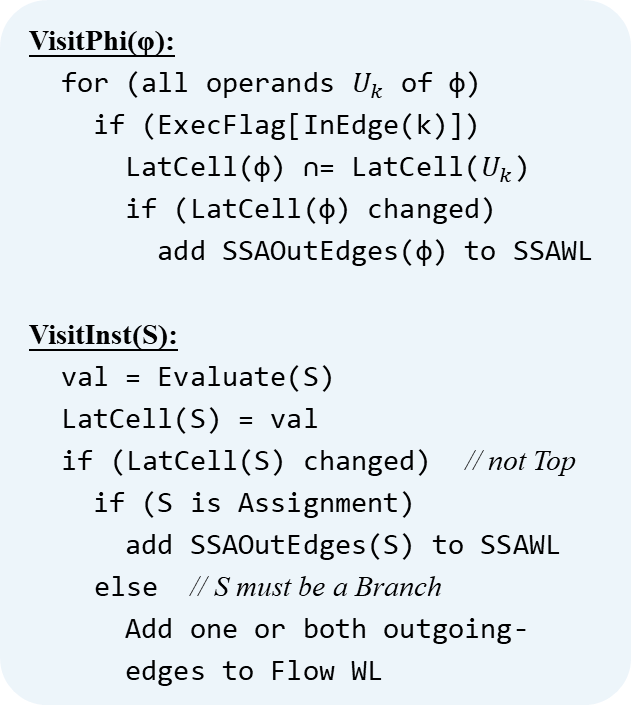 VisitPhi(φ):
for (all operands Uk of ϕ)
if (ExecFlag[InEdge(k)])
LatCell(ϕ) ∩= LatCell(Uk)
if (LatCell(ϕ) changed)
add SSAOutEdges(ϕ) to SSAWL
VisitInst(S):
val = Evaluate(S)
LatCell(S) = val
if (LatCell(S) changed) // not Top
if (S is Assignment)
add SSAOutEdges(S) to SSAWL
else // S must be a Branch
Add one or both outgoing-
edges to Flow WL